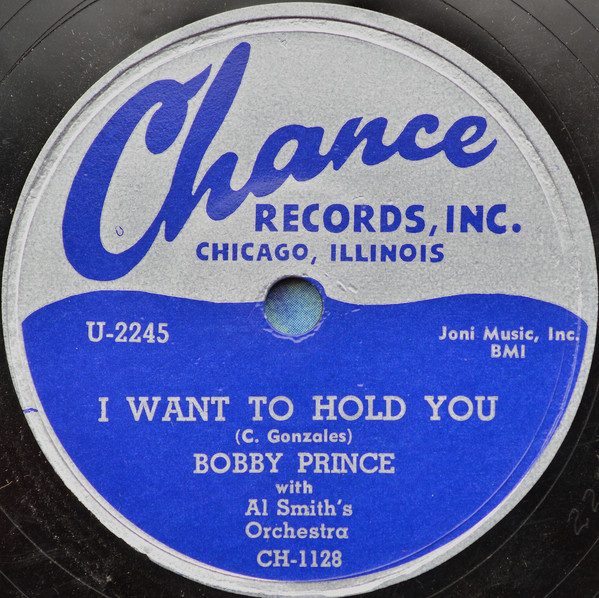 Chance
RECORDS, INC.
CHICAGO, ILLINOIS
U-2245
Joni Music, Inc.
BMI
I WANT TO HOLD YOU
(C. Gonzales)
BOBBY PRINCE
with
Al Smith's
Orchestra
CH-1128